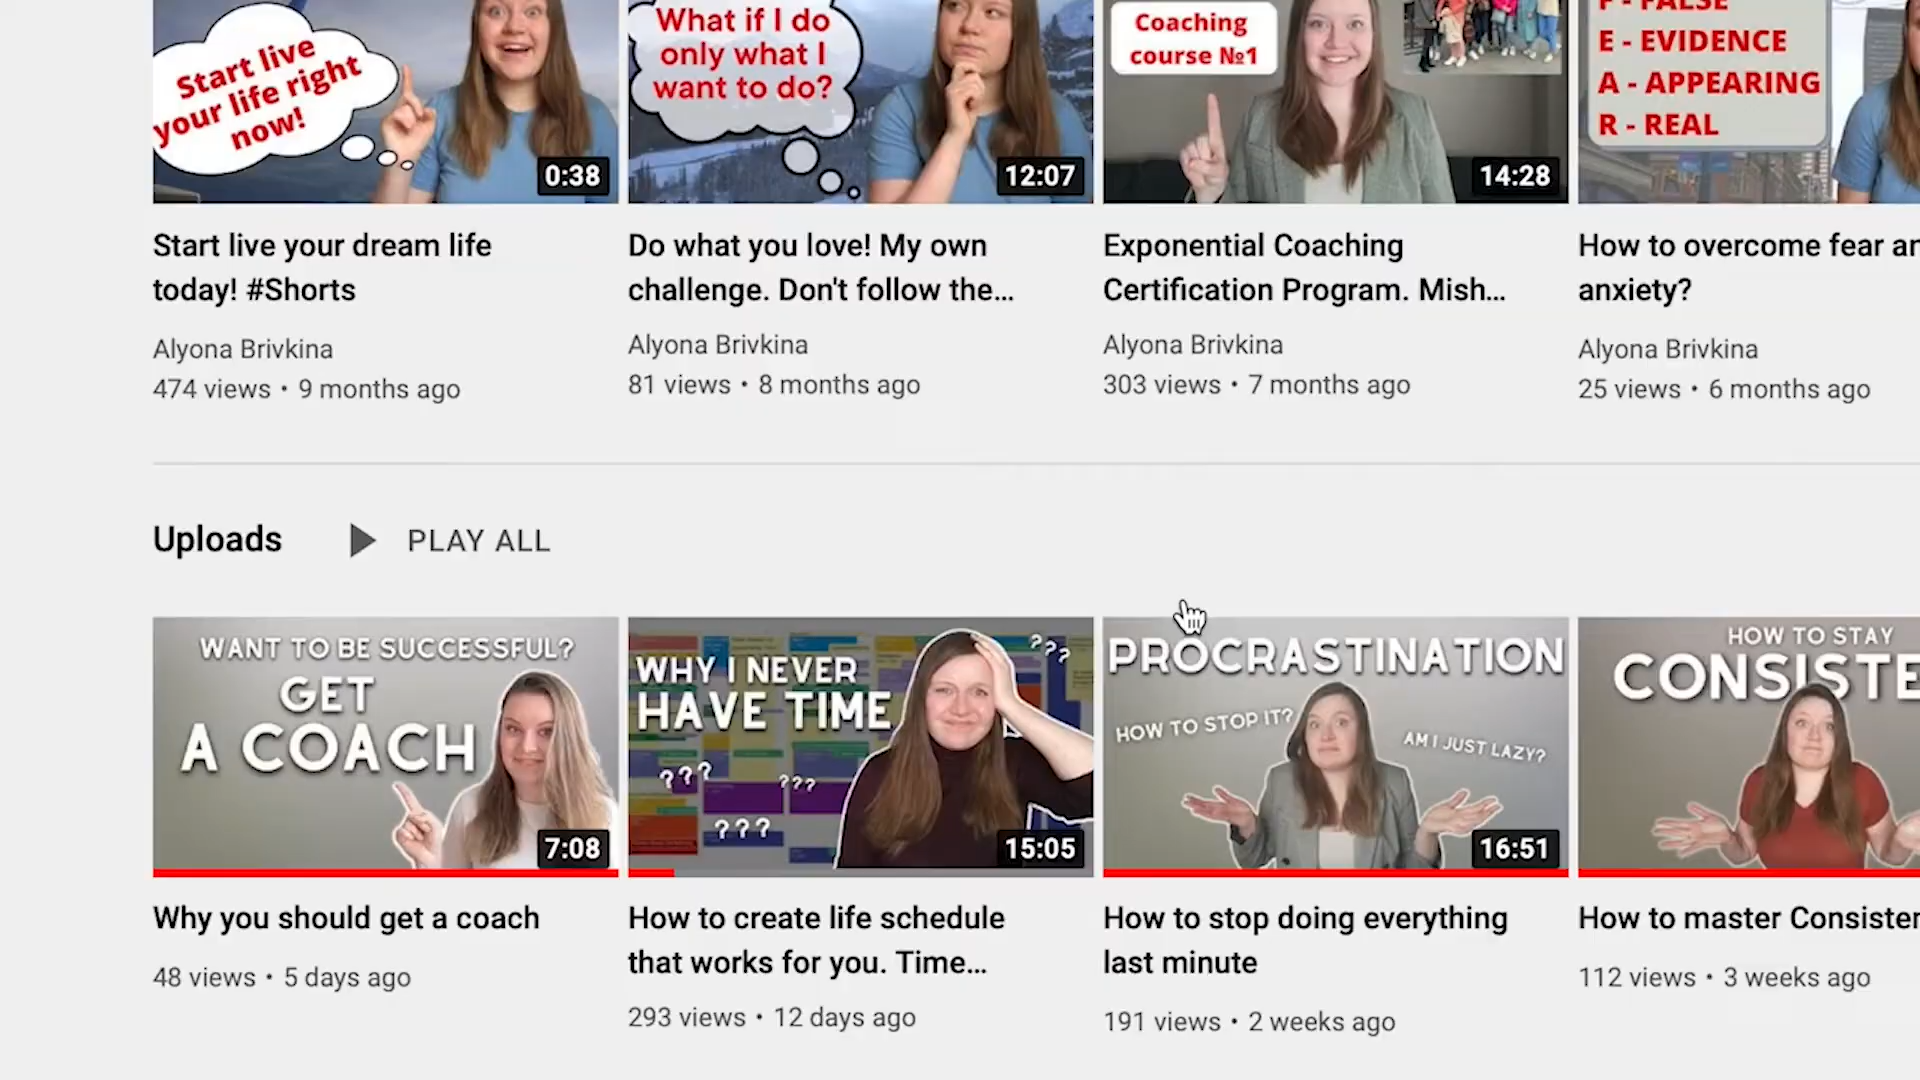 Start live
your life right
now!
0:38
What if I do
only what I
want to do?
12:07
Coaching
course №1
14:28
F - FALSE
E - EVIDENCE
A - APPEARING
R - REAL
Start live your dream life
today! #Shorts
Alyona Brivkina
474 views • 9 months ago
Do what you love! My own
challenge. Don't follow the...
Alyona Brivkina
81 views • 8 months ago
Exponential Coaching
Certification Program. Mish...
Alyona Brivkina
303 views • 7 months ago
How to overcome fear an
anxiety?
Alyona Brivkina
25 views • 6 months ago
Uploads
PLAY ALL
WANT TO BE SUCCESSFUL?
GET
A COACH
7:08
WHY I NEVER
HAVE TIME
???
???
???
???
15:05
PROCRASTINATION
HOW TO STOP IT?
AM I JUST LAZY?
16:51
HOW TO STAY
CONSISTE
Why you should get a coach
48 views • 5 days ago
How to create life schedule
that works for you. Time...
293 views • 12 days ago
How to stop doing everything
last minute
191 views • 2 weeks ago
How to master Consisten
112 views • 3 weeks ago